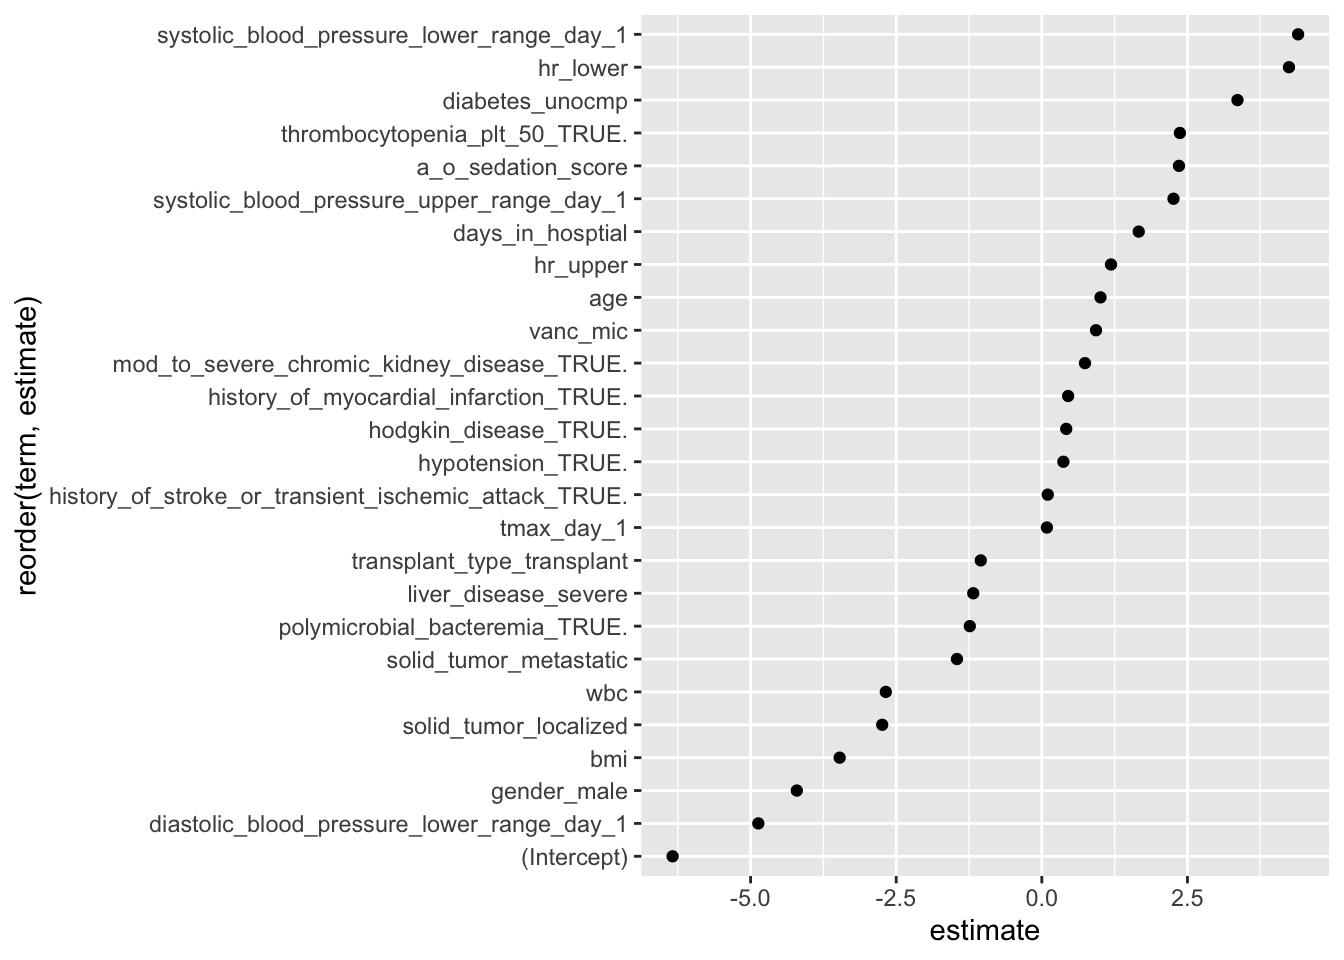 systolic_blood_pressure_lower_range_day_1
hr_lower
diabetes_unocmp
thrombocytopenia_plt_50_TRUE.
a_o_sedation_score
systolic_blood_pressure_upper_range_day_1
days_in_hosptial
hr_upper
age
vanc_mic
mod_to_severe_chromic_kidney_disease_TRUE.
history_of_myocardial_infarction_TRUE.
hodgkin_disease_TRUE.
hypotension_TRUE.
history_of_stroke_or_transient_ischemic_attack_TRUE.
tmax_day_1
transplant_type_transplant
liver_disease_severe
polymicrobial_bacteremia_TRUE.
solid_tumor_metastatic
wbc
solid_tumor_localized
bmi
gender_male
diastolic_blood_pressure_lower_range_day_1
(Intercept)
reorder(term, estimate)
-5.0 -2.5 0.0 2.5
estimate